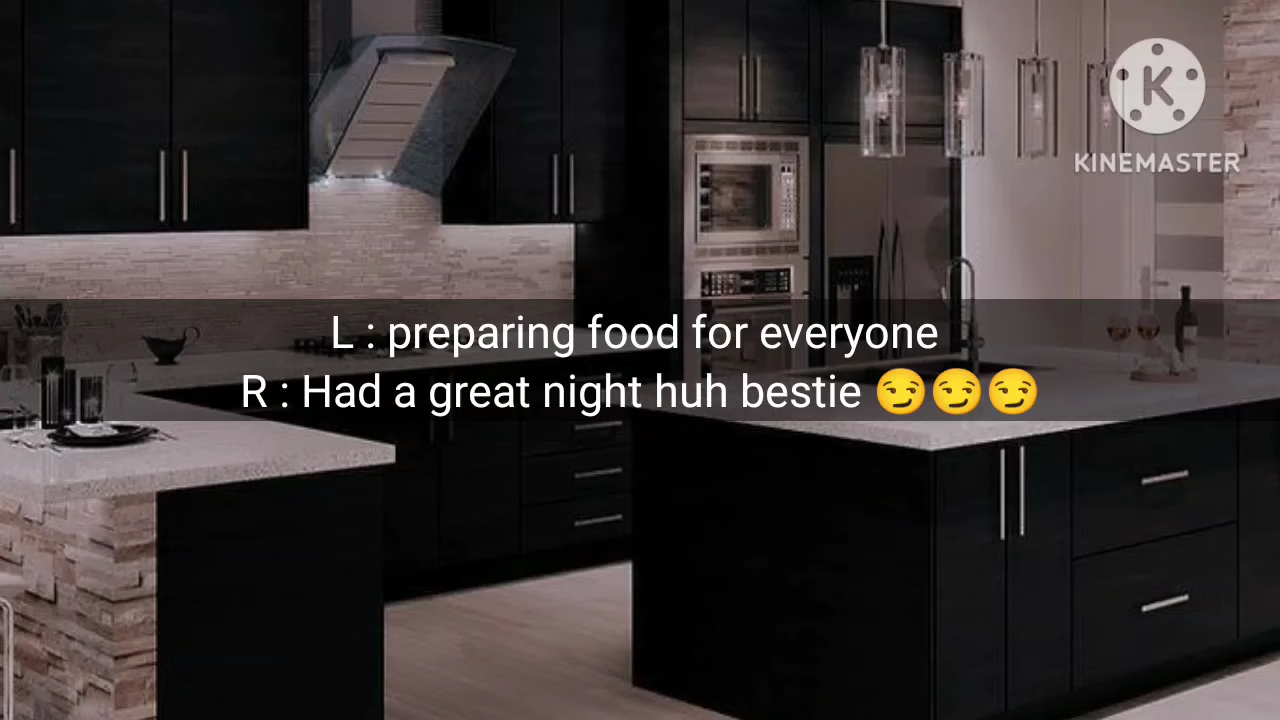 KINEMASTER
L : preparing food for everyone
R : Had a great night huh bestie 😏😏😏